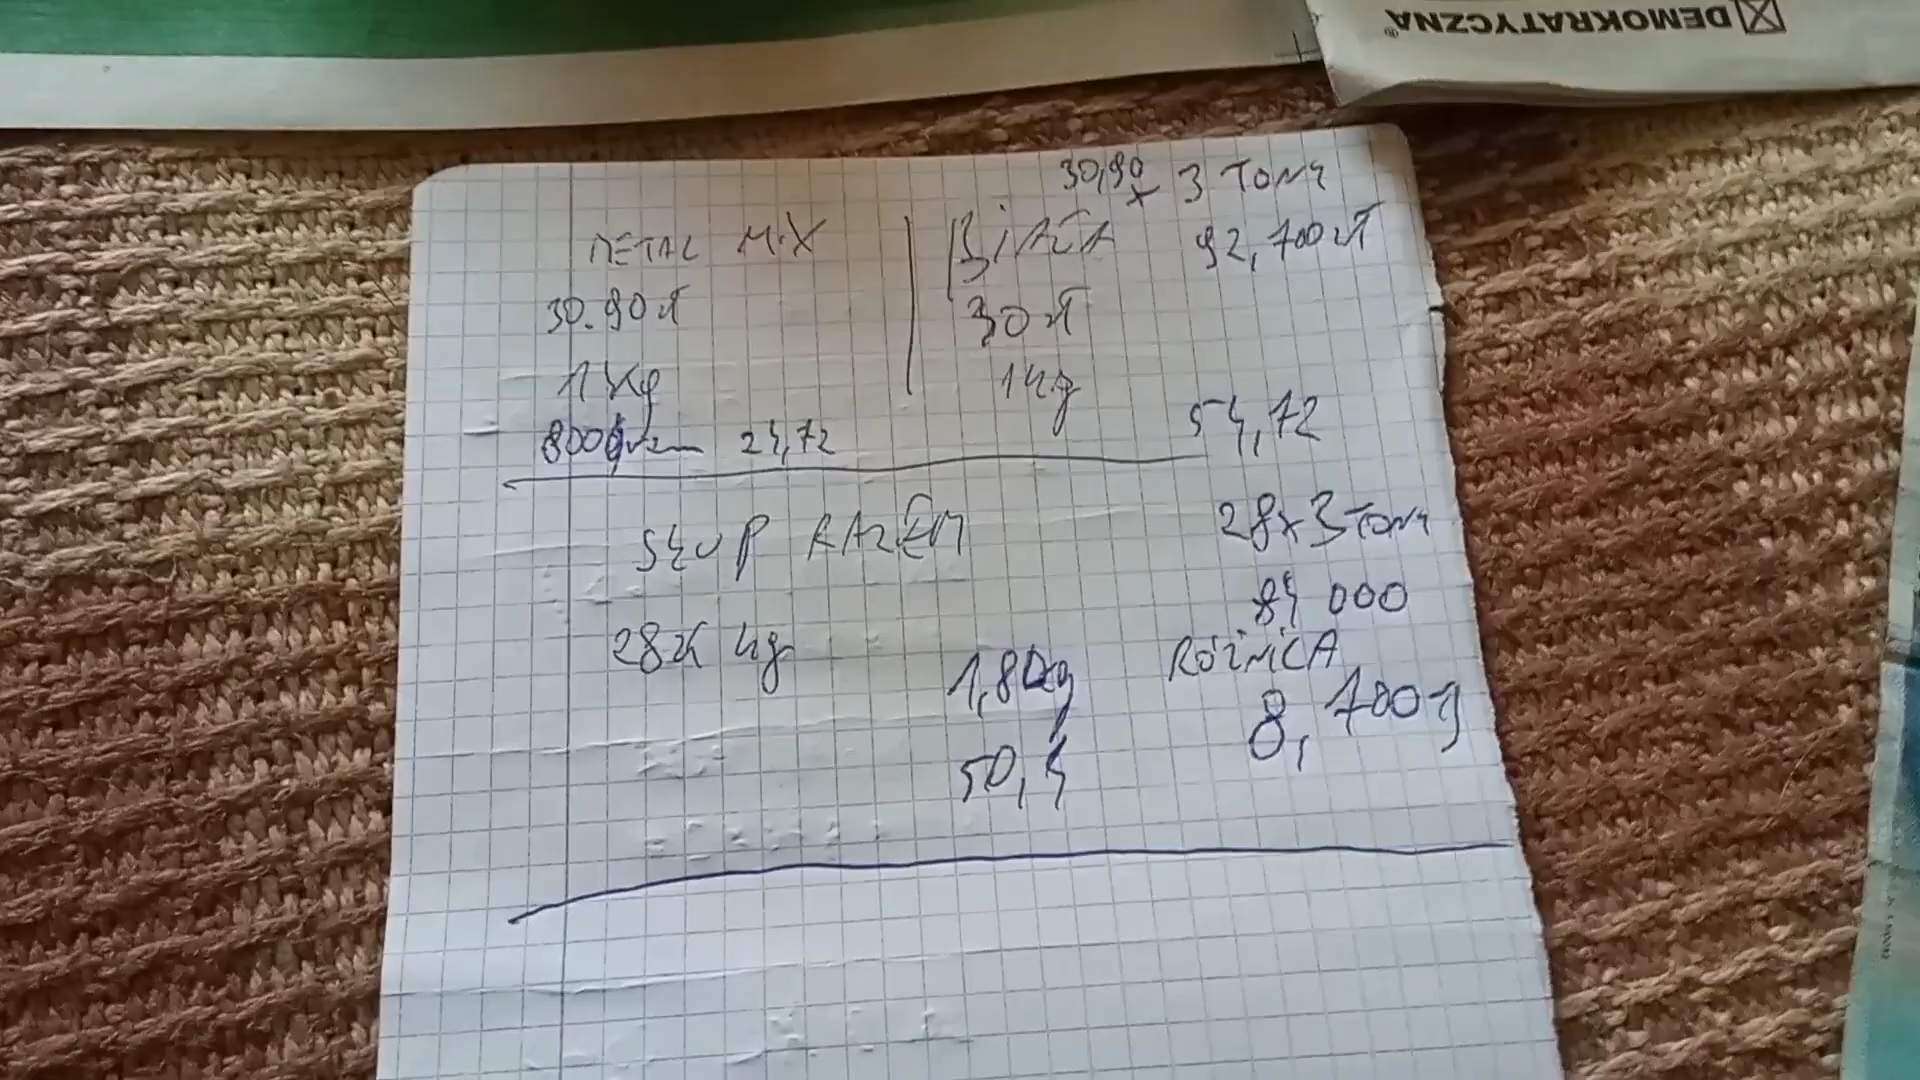 DEMOKRATYCZNA®
30,90 x 3 TONY
METAL MIX
BiAŁA
92,700 zł
30.90 zł
30 zł
1 kg
1 kg
800 gram 24,72
54,72
SKUP RAZEM
28 x 3 TONY
84 000
28 zł kg
1,80 kg
RÓŻNiCA
50,4
8,700 zł